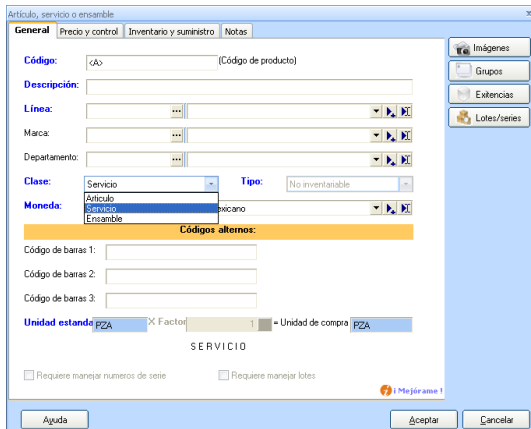 Artículo, servicio o ensamble
General Precio y control Inventario y suministro Notas
Imágenes
Grupos
Exitencias
Lotes/series
Código: <A> (Código de producto)
Descripción:
Línea: ...
Marca: ...
Departamento: ...
Clase: Servicio Tipo: No inventariable
Articulo
Servicio
Ensamble
Moneda: exicano
Códigos alternos:
Código de barras 1:
Código de barras 2:
Código de barras 3:
Unidad estanda PZA X Factor 1 = Unidad de compra PZA
SERVICIO
Requiere manejar numeros de serie Requiere manejar lotes
¡ Mejórame !
Ayuda Aceptar Cancelar